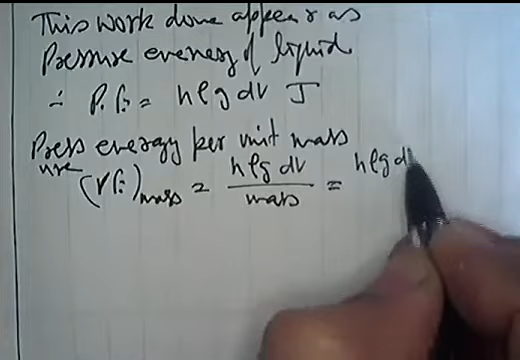 This work done appears as
Pressure energy of liquid
∴ P.E = hρg dV J
Pressure energy per unit mass
(P.E)mass = hρg dV / mass = hρg d